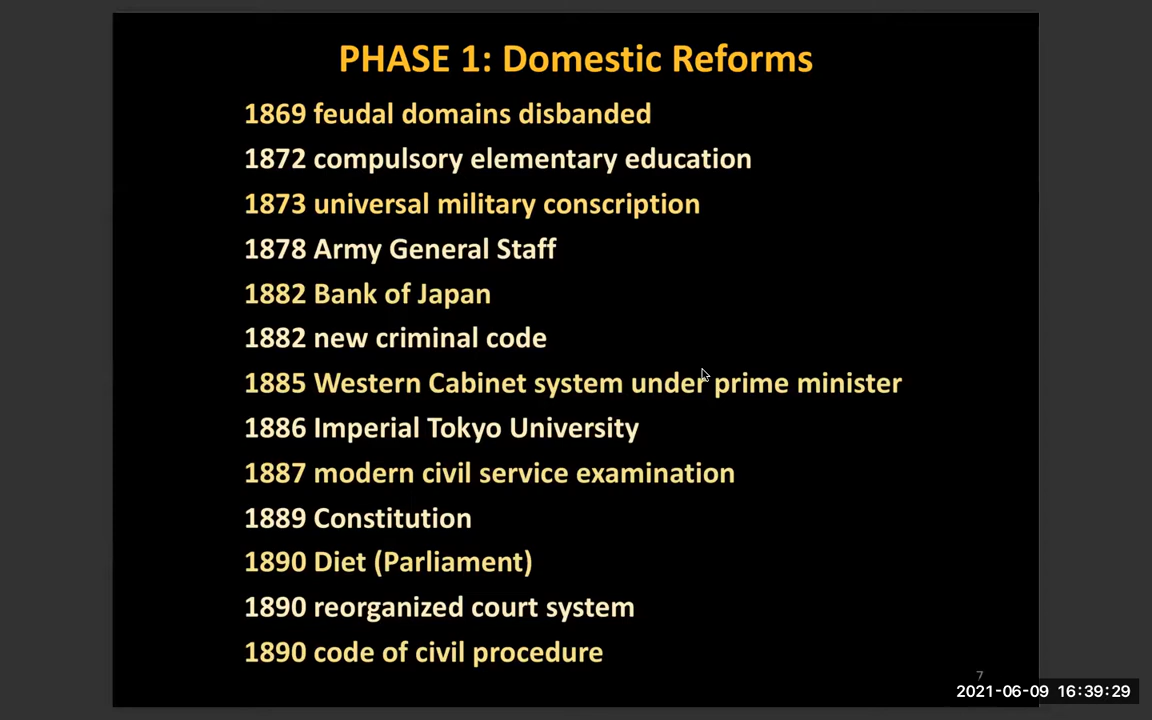 PHASE 1: Domestic Reforms
1869 feudal domains disbanded
1872 compulsory elementary education
1873 universal military conscription
1878 Army General Staff
1882 Bank of Japan
1882 new criminal code
1885 Western Cabinet system under prime minister
1886 Imperial Tokyo University
1887 modern civil service examination
1889 Constitution
1890 Diet (Parliament)
1890 reorganized court system
1890 code of civil procedure
7
2021-06-09 16:39:29